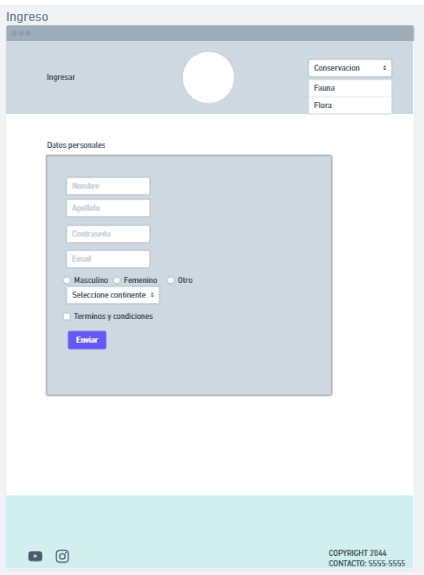 Ingreso
Ingresar
Conservacion
Fauna
Flora
Datos personales
Nombre
Apellido
Contraseña
Email
Masculino Femenino Otro
Seleccione continente
Terminos y condiciones
Enviar
COPYRIGHT 2044
CONTACTO: 5555-5555